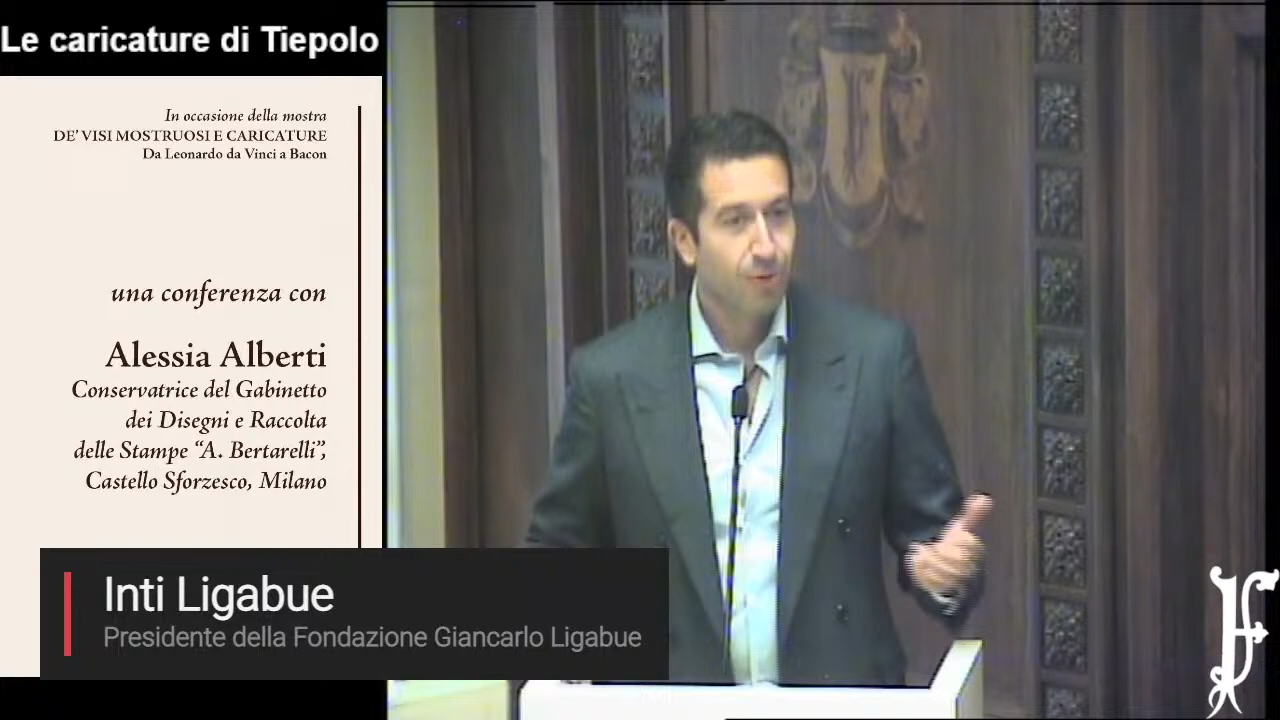 Le caricature di Tiepolo
In occasione della mostra
DE' VISI MOSTRUOSI E CARICATURE
Da Leonardo da Vinci a Bacon
una conferenza con
Alessia Alberti
Conservatrice del Gabinetto
dei Disegni e Raccolta
delle Stampe “A. Bertarelli”,
Castello Sforzesco, Milano
Inti Ligabue
Presidente della Fondazione Giancarlo Ligabue